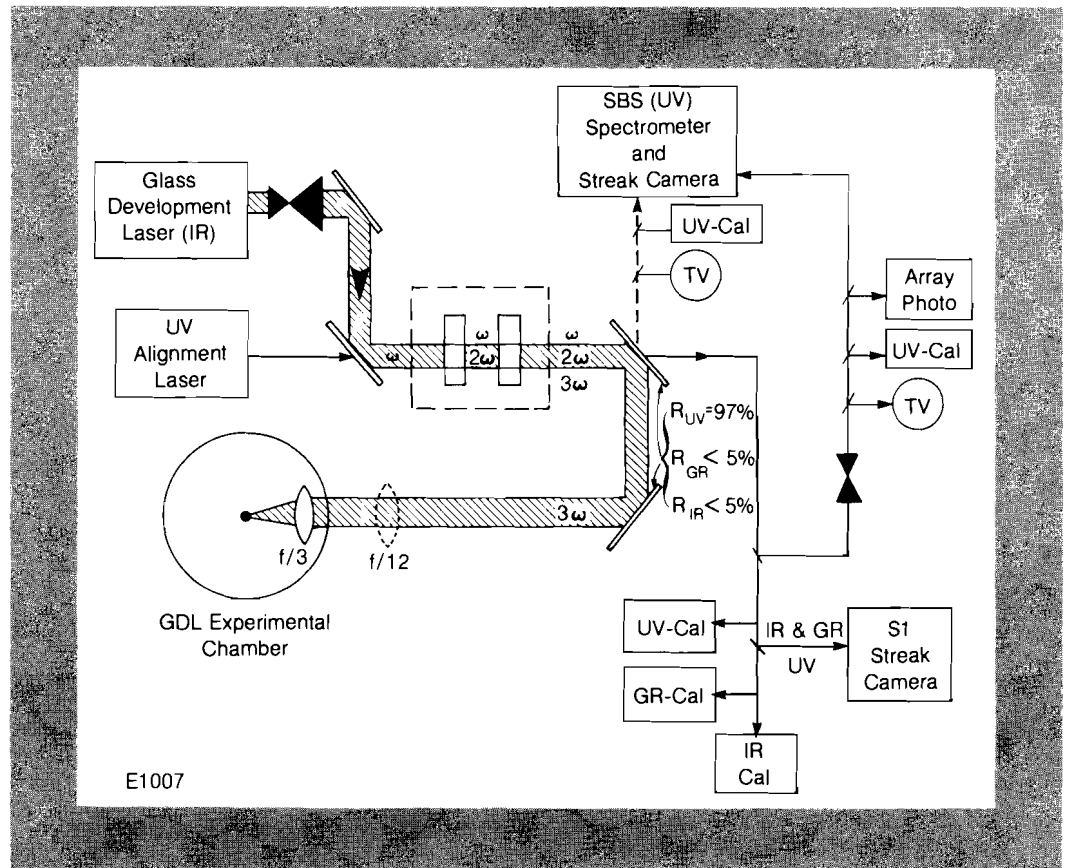 SBS (UV)
Spectrometer
and
Streak Camera
Glass
Development
Laser (IR)
UV-Cal
TV
Array
Photo
UV-Cal
TV
UV
Alignment
Laser
ω
ω
2ω
ω
2ω
3ω
R_UV=97%
R_GR < 5%
R_IR < 5%
3ω
f/3
f/12
GDL Experimental
Chamber
UV-Cal
IR & GR
UV
S1
Streak
Camera
GR-Cal
IR
Cal
E1007